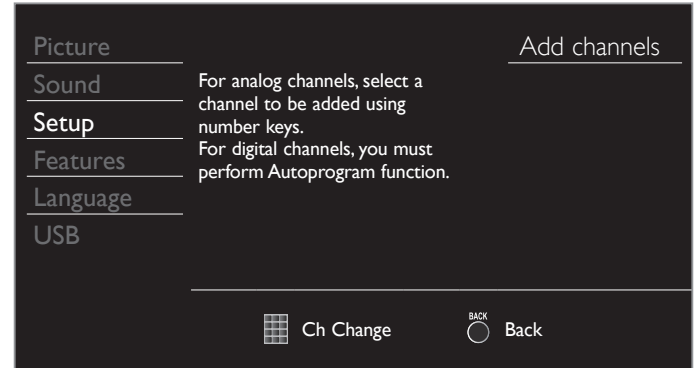 Picture
Sound
Setup
Features
Language
USB
Add channels
For analog channels, select a
channel to be added using
number keys.
For digital channels, you must
perform Autoprogram function.
Ch Change
BACK
Back